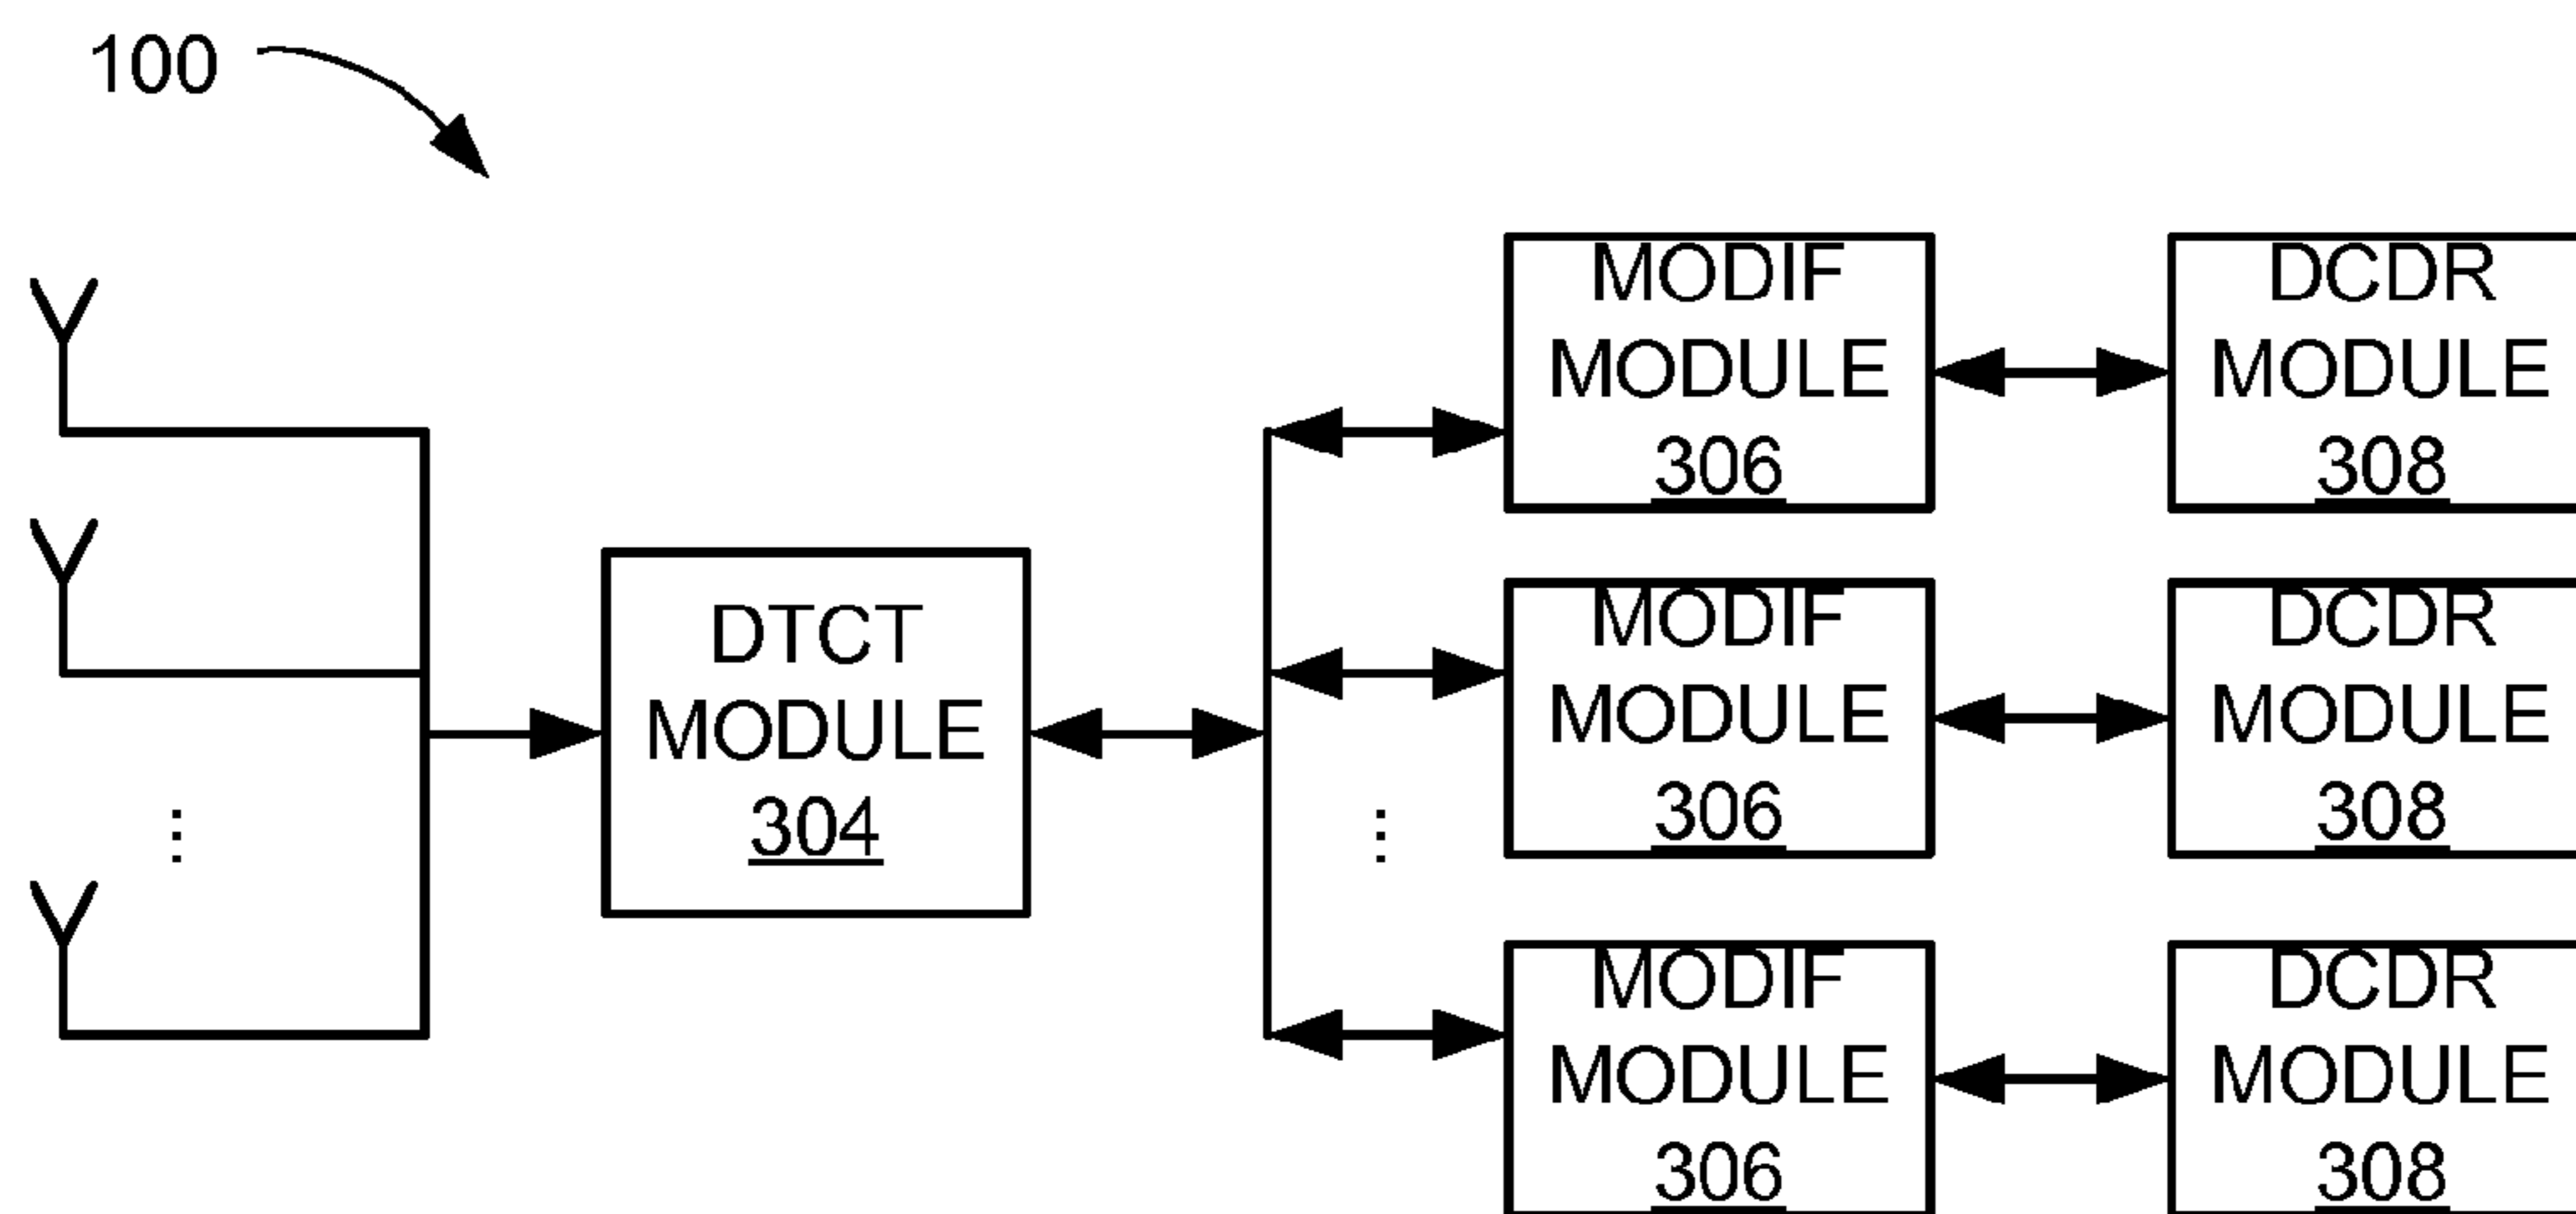 100
MODIF
MODULE
306
DCDR
MODULE
308
DTCT
MODULE
304
MODIF
MODULE
306
DCDR
MODULE
308
⋮
⋮
MODIF
MODULE
306
DCDR
MODULE
308